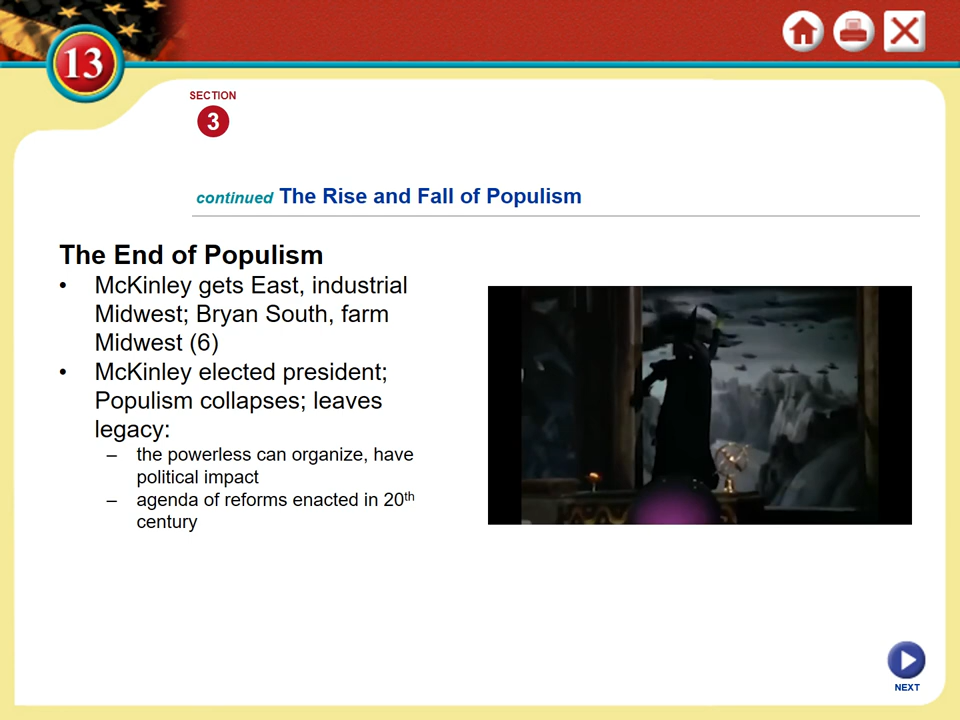 13
SECTION
3
continued The Rise and Fall of Populism
The End of Populism
• McKinley gets East, industrial
Midwest; Bryan South, farm
Midwest (6)
• McKinley elected president;
Populism collapses; leaves
legacy:
– the powerless can organize, have
political impact
– agenda of reforms enacted in 20th
century
NEXT